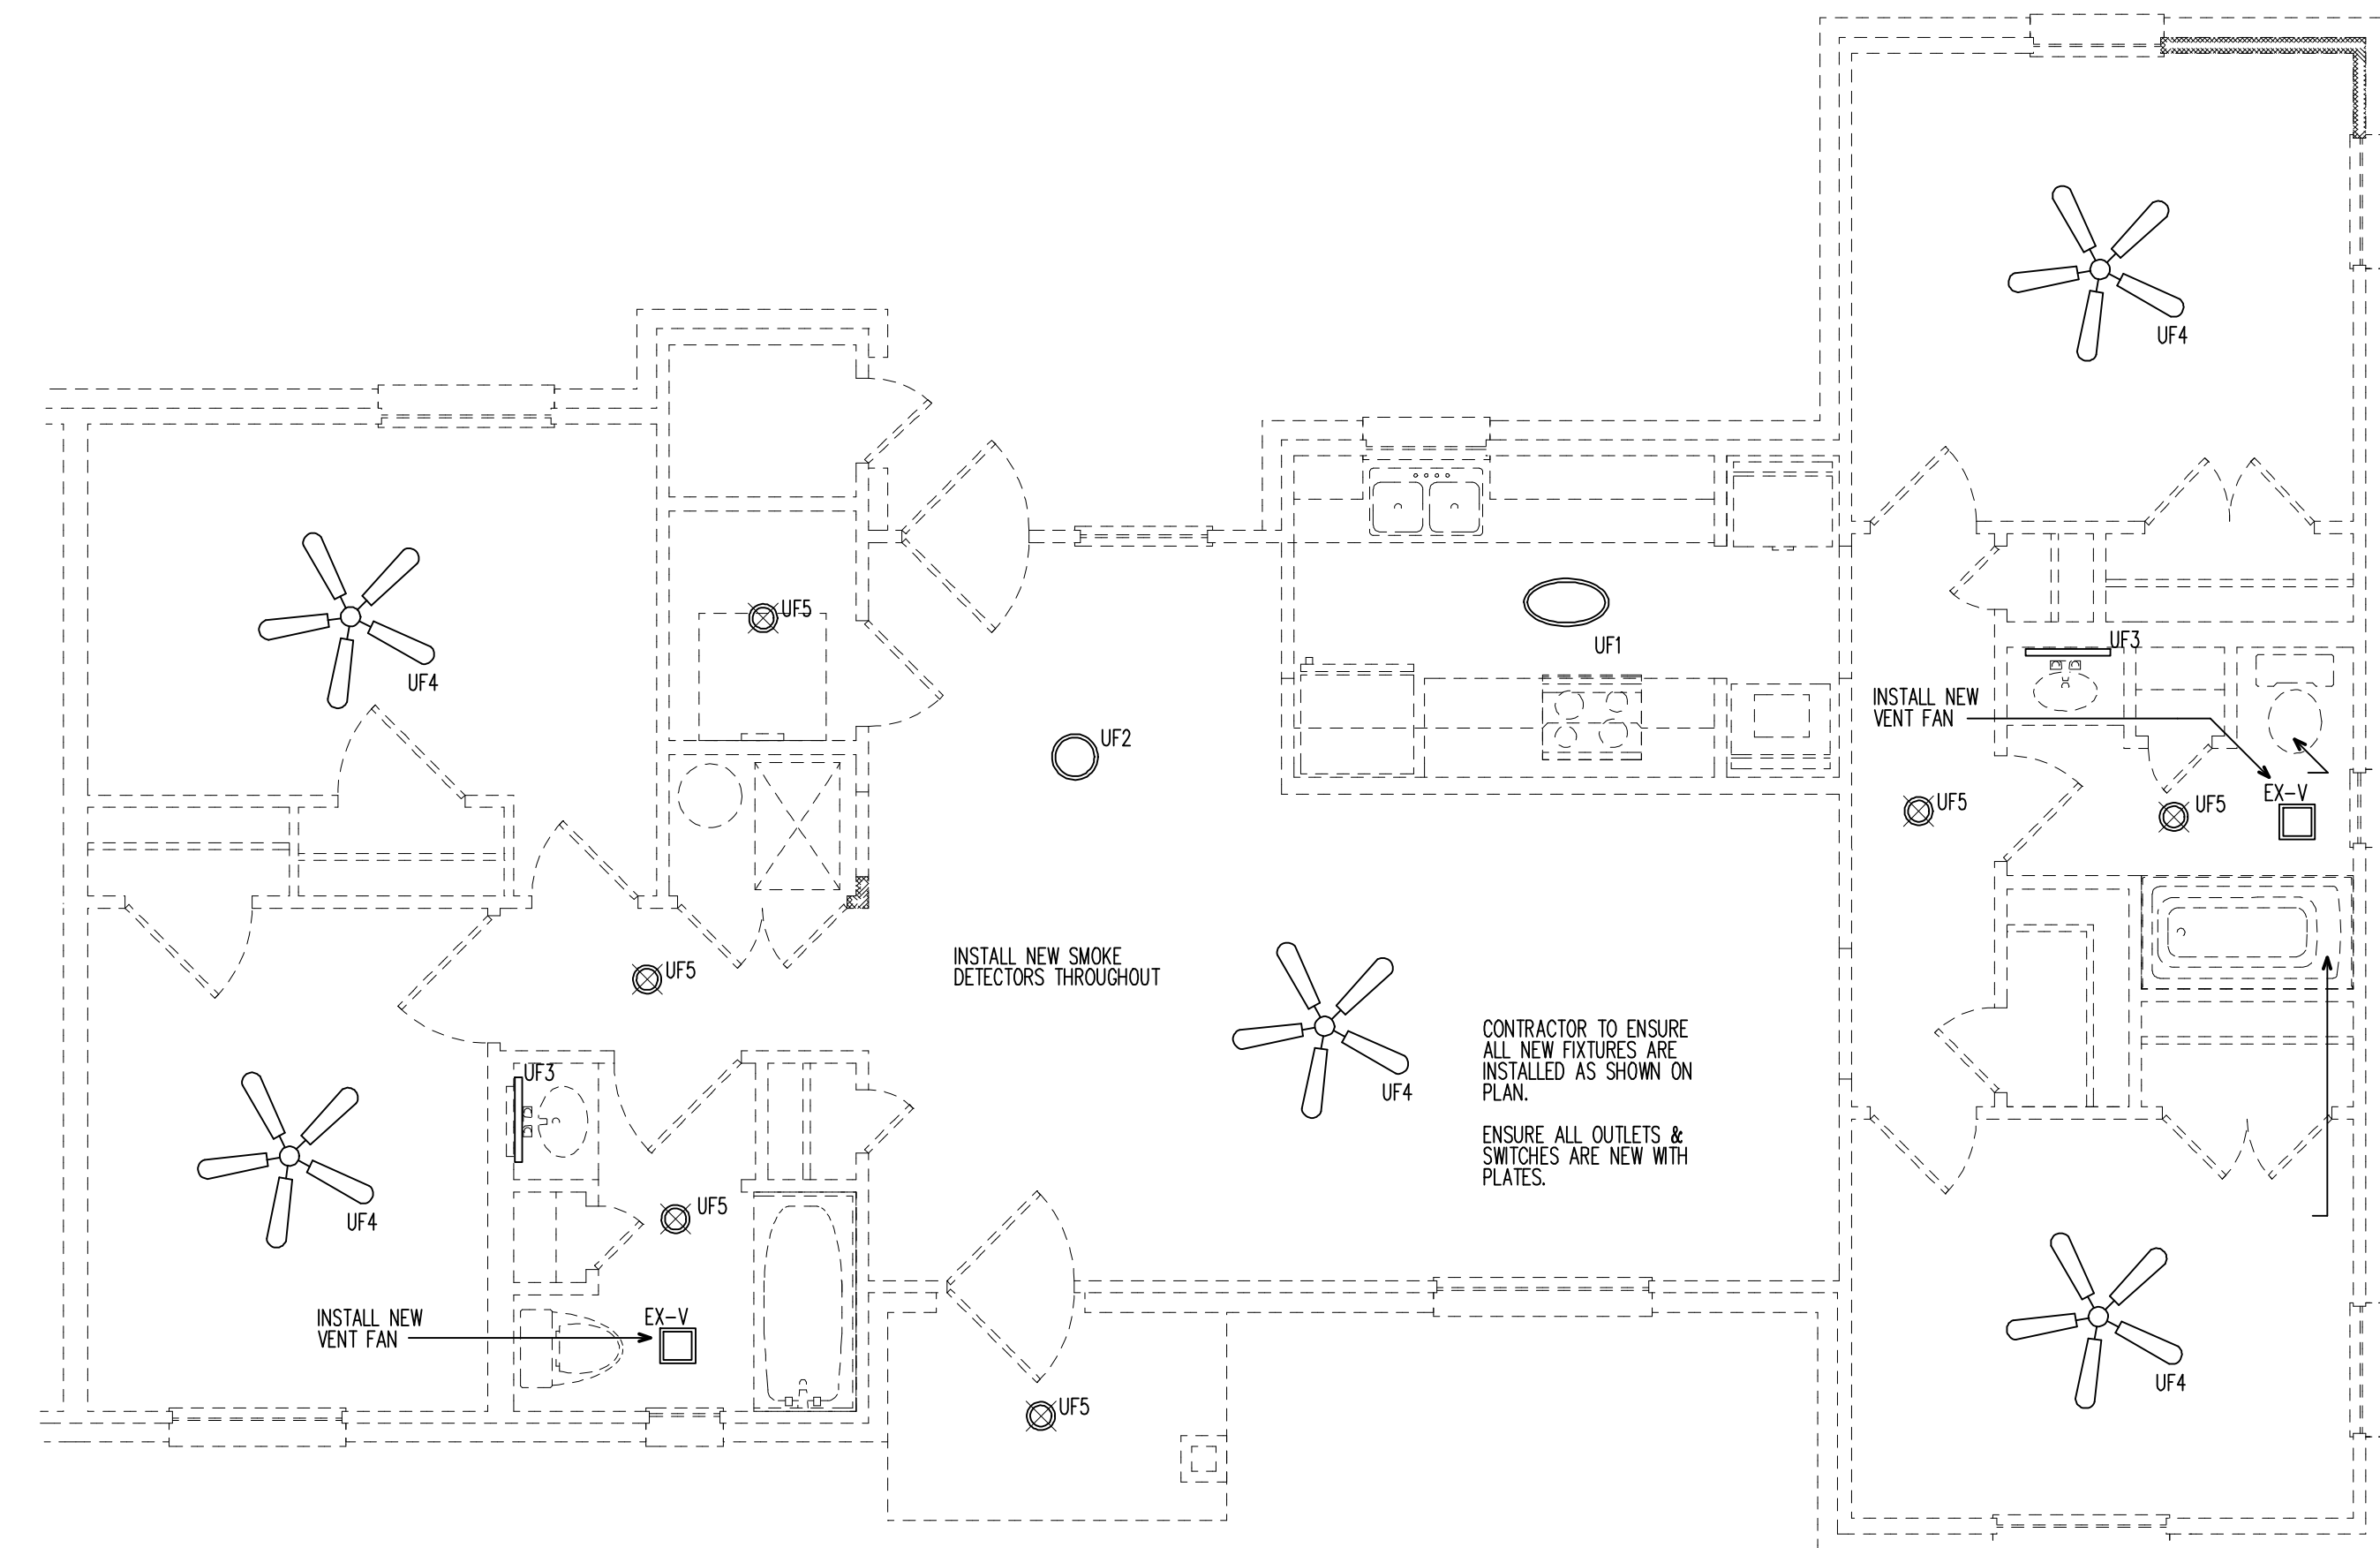 UF4
UF4
UF5
UF1
UF3
UF4
UF2
INSTALL NEW
VENT FAN
EX-V
UF5
UF5
UF5
INSTALL NEW SMOKE
DETECTORS THROUGHOUT
CONTRACTOR TO ENSURE
ALL NEW FIXTURES ARE
INSTALLED AS SHOWN ON
PLAN.
ENSURE ALL OUTLETS &
SWITCHES ARE NEW WITH
PLATES.
UF3
UF4
UF5
UF4
INSTALL NEW
VENT FAN
EX-V
UF4
UF5